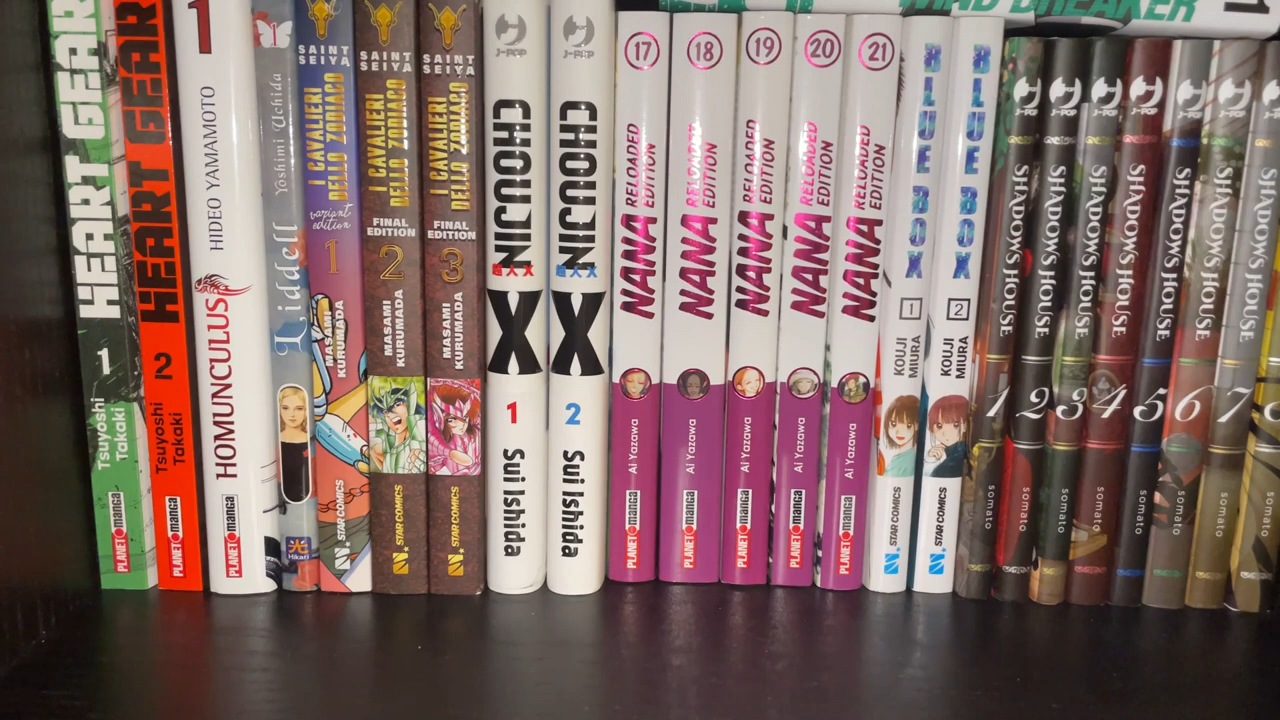 HEART GEAR
1
Tsuyoshi
Takaki
PLANET manga
HEART GEAR
2
Tsuyoshi
Takaki
PLANET manga
1
HIDEO YAMAMOTO
HOMUNCULUS
PLANET manga
1
Yoshimi Uchida
Liddell
光
Hikari
SAINT
SEIYA
I CAVALIERI
DELLO ZODIACO
variant
edition
1
MASAMI
KURUMADA
STAR COMICS
SAINT
SEIYA
I CAVALIERI
DELLO ZODIACO
FINAL
EDITION
2
MASAMI
KURUMADA
STAR COMICS
SAINT
SEIYA
I CAVALIERI
DELLO ZODIACO
FINAL
EDITION
3
MASAMI
KURUMADA
STAR COMICS
J-POP
CHOUJIN
超人X
X
1
Sui Ishida
J-POP
CHOUJIN
超人X
X
2
Sui Ishida
17
NANA RELOADED
EDITION
Ai Yazawa
PLANET manga
18
NANA RELOADED
EDITION
Ai Yazawa
PLANET manga
19
NANA RELOADED
EDITION
Ai Yazawa
PLANET manga
20
NANA RELOADED
EDITION
Ai Yazawa
PLANET manga
21
NANA RELOADED
EDITION
Ai Yazawa
PLANET manga
BLUE BOX
1
KOUJI
MIURA
STAR COMICS
BLUE BOX
2
KOUJI
MIURA
STAR COMICS
BREAKER
1
J-POP
SHADOWS HOUSE
1
somato
J-POP
SHADOWS HOUSE
2
somato
J-POP
SHADOWS HOUSE
3
somato
J-POP
SHADOWS HOUSE
4
somato
J-POP
SHADOWS HOUSE
5
somato
J-POP
SHADOWS HOUSE
6
somato
J-POP
SHADOWS HOUSE
7
somato